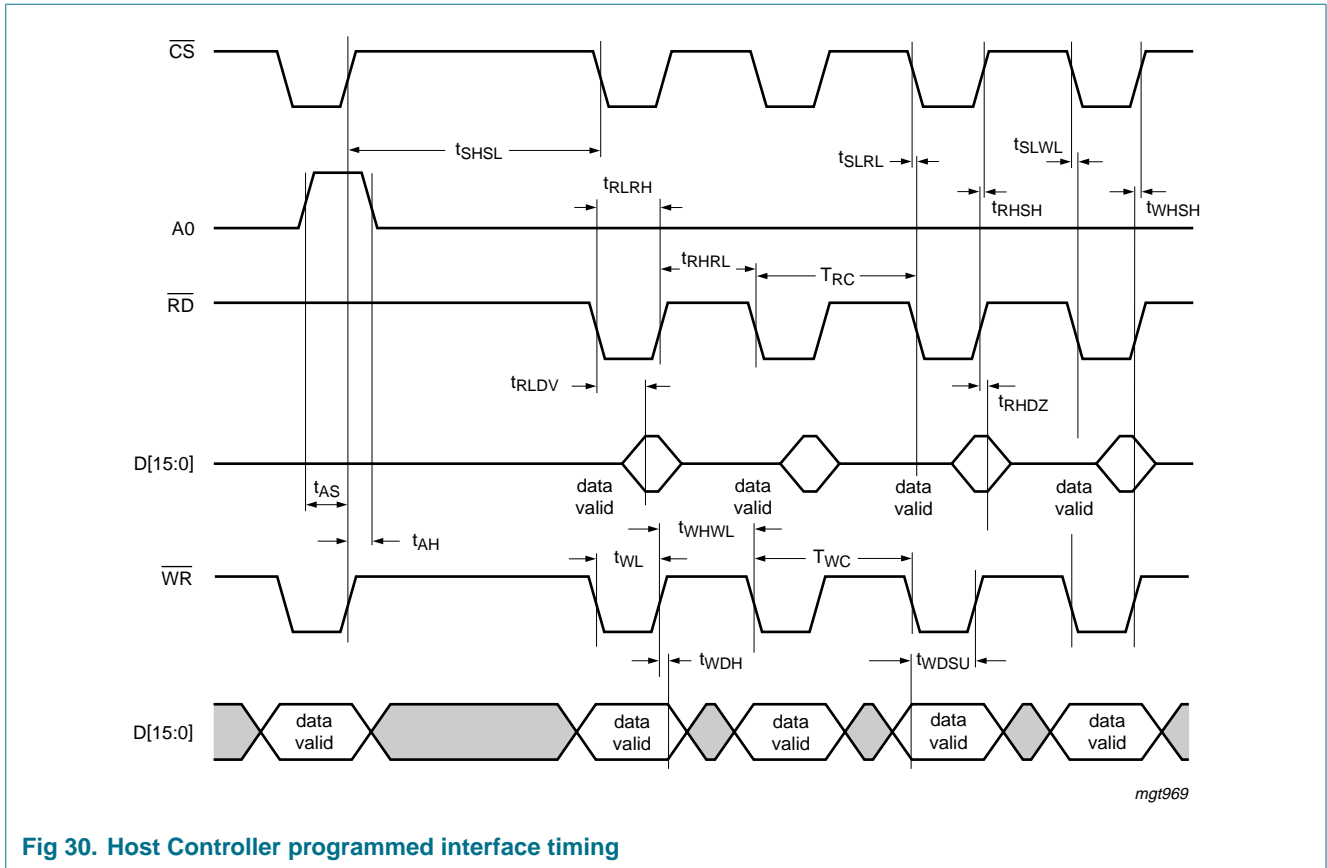 CS
tSHSL
tSLRL
tSLWL
tRLRH
tRHSH
tWHSH
A0
tRHRL
TRC
RD
tRLDV
tRHDZ
D[15:0]
tAS
data valid
data valid
data valid
data valid
tAH
tWHWL
tWL
TWC
WR
tWDH
tWDSU
D[15:0]
data valid
data valid
data valid
data valid
data valid
mgt969
Fig 30. Host Controller programmed interface timing